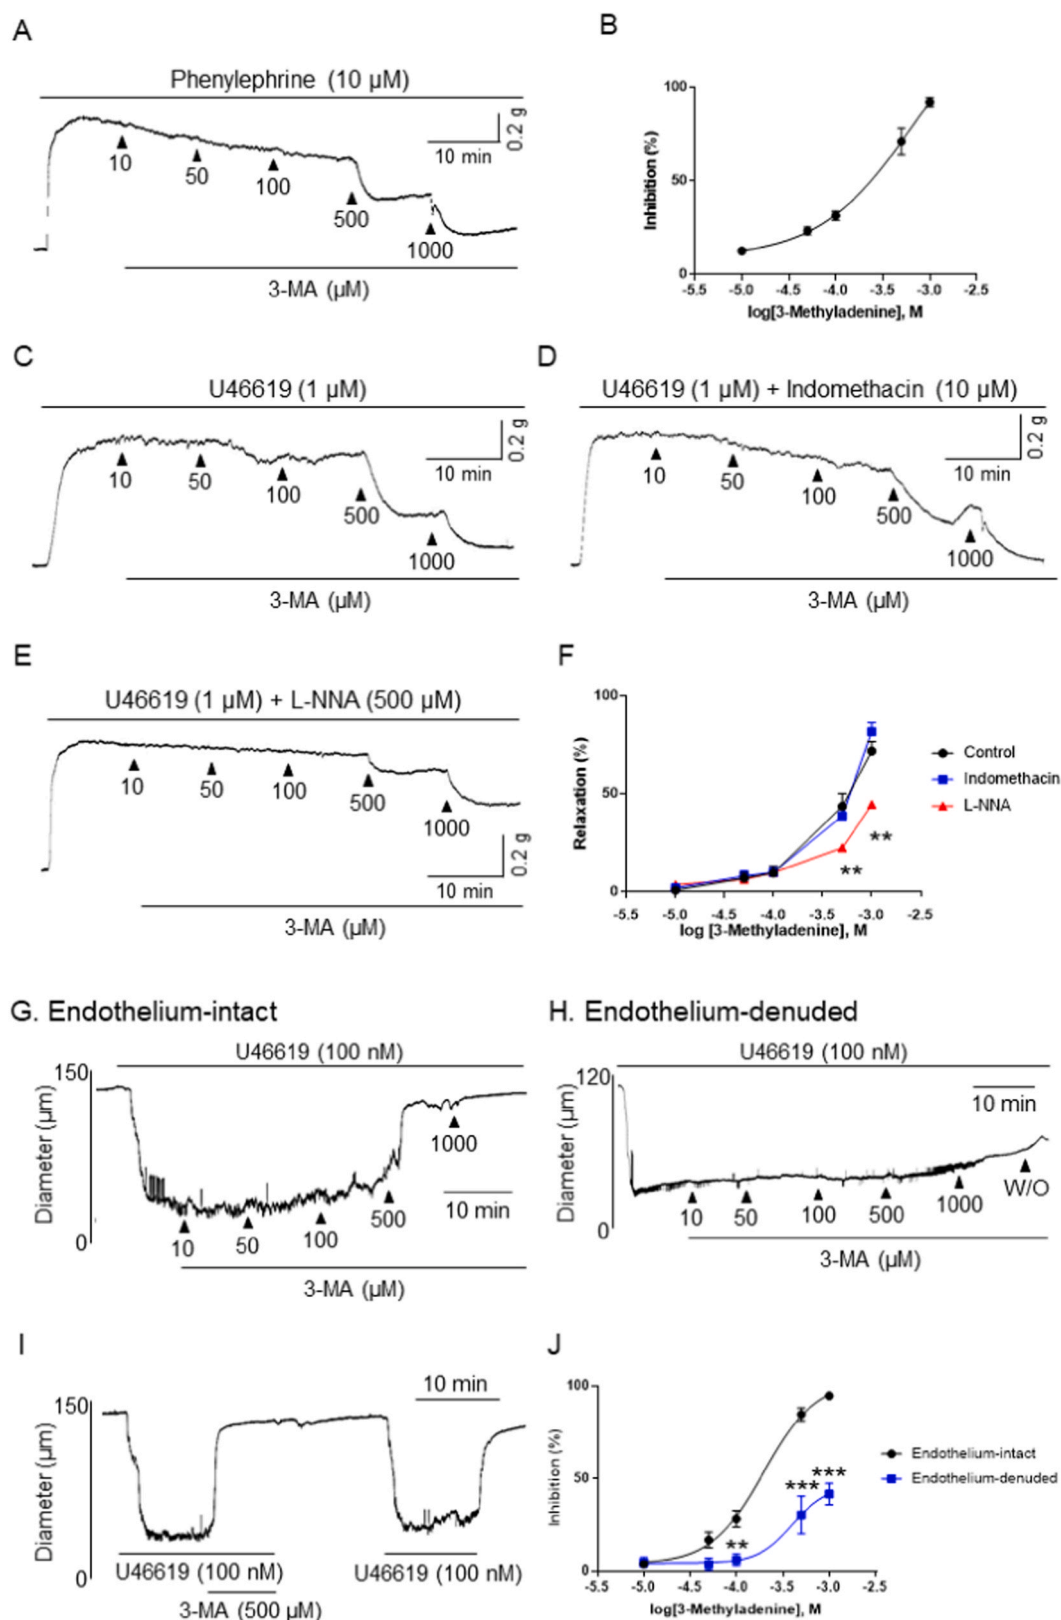 A
Phenylephrine (10 µM)
0.2 g
10 min
10
50
100
500
1000
3-MA (µM)
B
Inhibition (%)
100
50
0
-5.5 -5.0 -4.5 -4.0 -3.5 -3.0 -2.5
log[3-Methyladenine], M
C
U46619 (1 µM)
0.2 g
10 min
10
50
100
500
1000
3-MA (µM)
D
U46619 (1 µM) + Indomethacin (10 µM)
0.2 g
10 min
10
50
100
500
1000
3-MA (µM)
E
U46619 (1 µM) + L-NNA (500 µM)
10
50
100
500
1000
0.2 g
10 min
3-MA (µM)
F
Relaxation (%)
100
50
0
Control
Indomethacin
L-NNA
**
**
-5.5 -5.0 -4.5 -4.0 -3.5 -3.0 -2.5
log [3-Methyladenine], M
G. Endothelium-intact
U46619 (100 nM)
150
Diameter (µm)
0
10
50
100
500
1000
10 min
3-MA (µM)
H. Endothelium-denuded
U46619 (100 nM)
120
Diameter (µm)
0
10 min
10
50
100
500
1000
W/O
3-MA (µM)
I
10 min
150
Diameter (µm)
0
U46619 (100 nM)
3-MA (500 µM)
U46619 (100 nM)
J
Inhibition (%)
100
50
0
Endothelium-intact
Endothelium-denuded
**
***
***
-5.5 -5.0 -4.5 -4.0 -3.5 -3.0 -2.5
log[3-Methyladenine], M